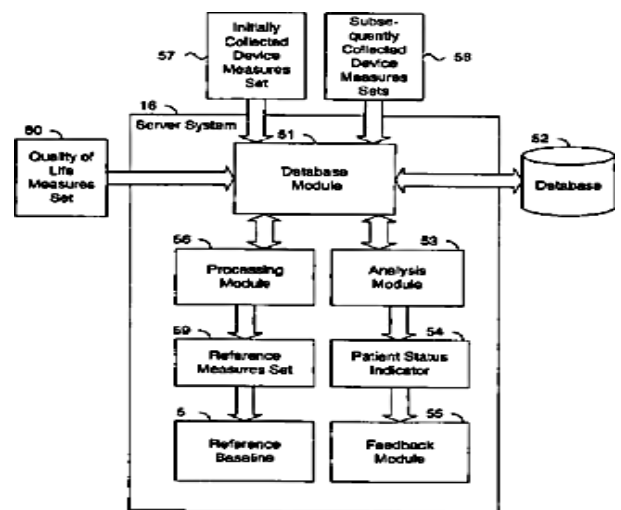 Initially
Collected
Device
Measures
Set
57
Subse-
quently
Collected
Device
Measures
Sets
58
16
Server System
60
Quality of
Life
Measures
Set
51
Database
Module
52
Database
56
Processing
Module
53
Analysis
Module
59
Reference
Measures Set
54
Patient Status
Indicator
5
Reference
Baseline
55
Feedback
Module